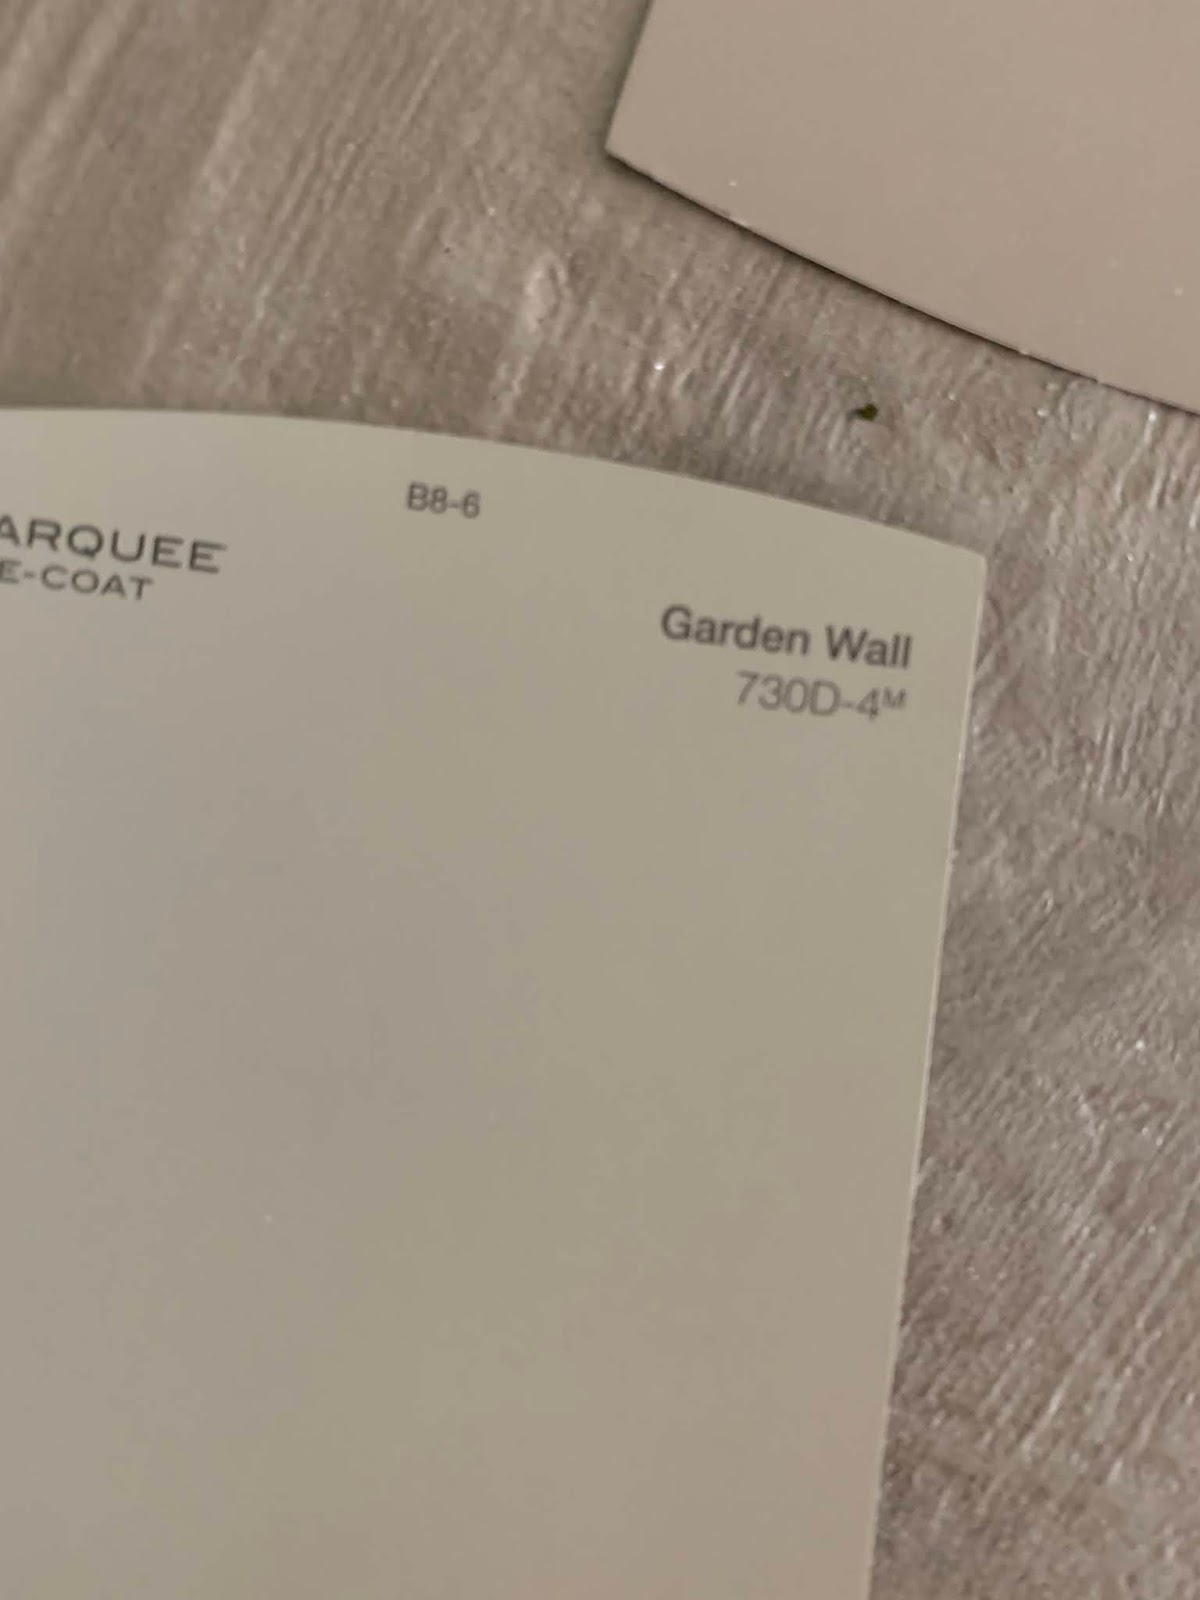 B8-6
ARQUEE
E-COAT
Garden Wall
730D-4ᴹ